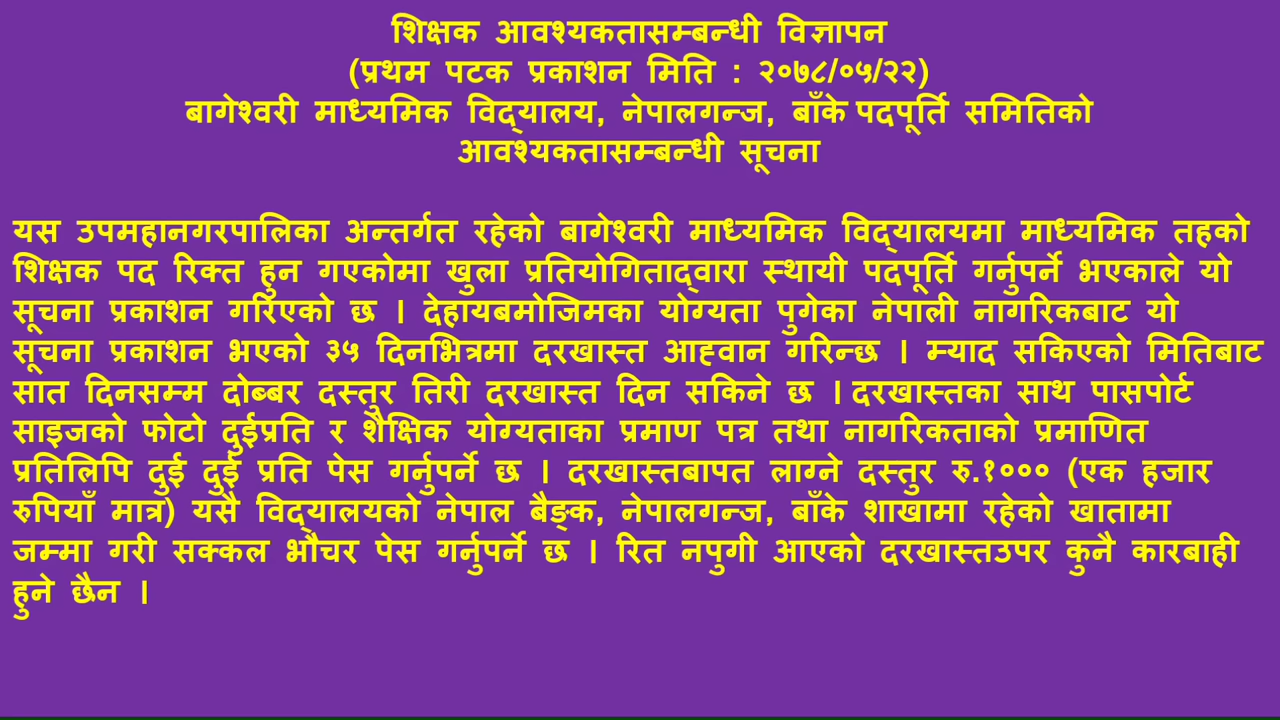 शिक्षक आवश्यकतासम्बन्धी विज्ञापन
(प्रथम पटक प्रकाशन मिति : २०७८/०५/२२)
बागेश्वरी माध्यमिक विद्यालय, नेपालगन्ज, बाँके पदपूर्ति समितिको
आवश्यकतासम्बन्धी सूचना
यस उपमहानगरपालिका अन्तर्गत रहेको बागेश्वरी माध्यमिक विद्यालयमा माध्यमिक तहको
शिक्षक पद रिक्त हुन गएकोमा खुला प्रतियोगिताद्वारा स्थायी पदपूर्ति गर्नुपर्ने भएकाले यो
सूचना प्रकाशन गरिएको छ । देहायबमोजिमका योग्यता पुगेका नेपाली नागरिकबाट यो
सूचना प्रकाशन भएको ३५ दिनभित्रमा दरखास्त आह्वान गरिन्छ । म्याद सकिएको मितिबाट
सात दिनसम्म दोब्बर दस्तुर तिरी दरखास्त दिन सकिने छ । दरखास्तका साथ पासपोर्ट
साइजको फोटो दुईप्रति र शैक्षिक योग्यताका प्रमाण पत्र तथा नागरिकताको प्रमाणित
प्रतिलिपि दुई दुई प्रति पेस गर्नुपर्ने छ । दरखास्तबापत लाग्ने दस्तुर रु.१००० (एक हजार
रुपियाँ मात्र) यसै विद्यालयको नेपाल बैङ्क, नेपालगन्ज, बाँके शाखामा रहेको खातामा
जम्मा गरी सक्कल भौचर पेस गर्नुपर्ने छ । रित नपुगी आएको दरखास्तउपर कुनै कारबाही
हुने छैन ।